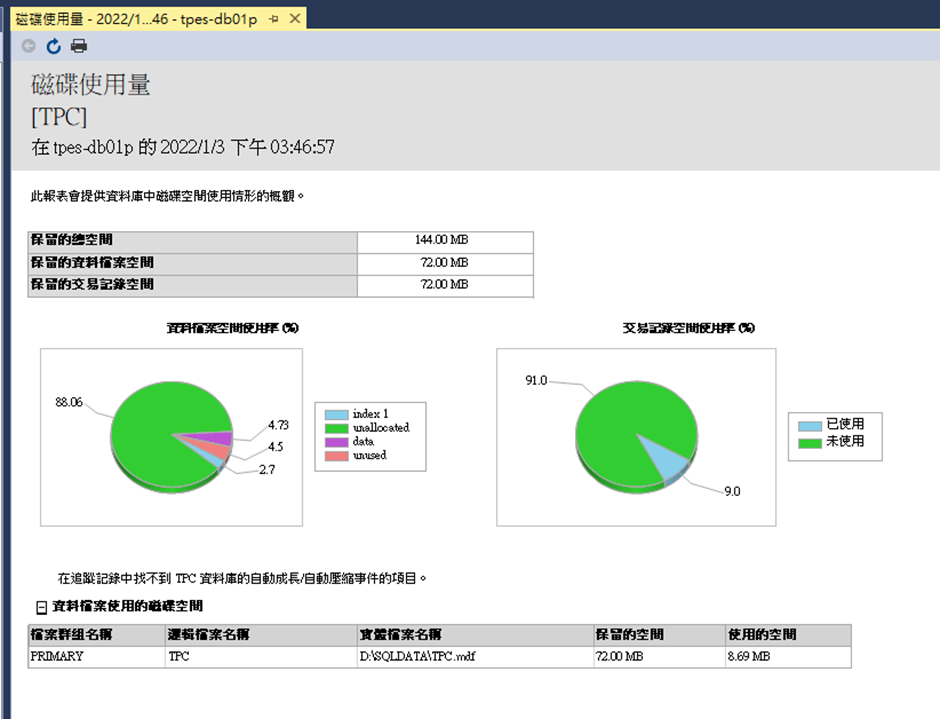 磁碟使用量 - 2022/1...46 - tpes-db01p
磁碟使用量
[TPC]
在 tpes-db01p 的 2022/1/3 下午 03:46:57
此報表會提供資料庫中磁碟空間使用情形的概觀。
保留的總空間 144.00 MB
保留的資料檔案空間 72.00 MB
保留的交易記錄空間 72.00 MB
資料檔案空間使用率 (%)
88.06
4.73
4.5
2.7
index 1
unallocated
data
unused
交易記錄空間使用率 (%)
91.0
9.0
已使用
未使用
在追蹤記錄中找不到 TPC 資料庫的自動成長/自動壓縮事件的項目。
資料檔案使用的磁碟空間
檔案群組名稱 邏輯檔案名稱 實體檔案名稱 保留的空間 使用的空間
PRIMARY TPC D:\SQLDATA\TPC.mdf 72.00 MB 8.69 MB